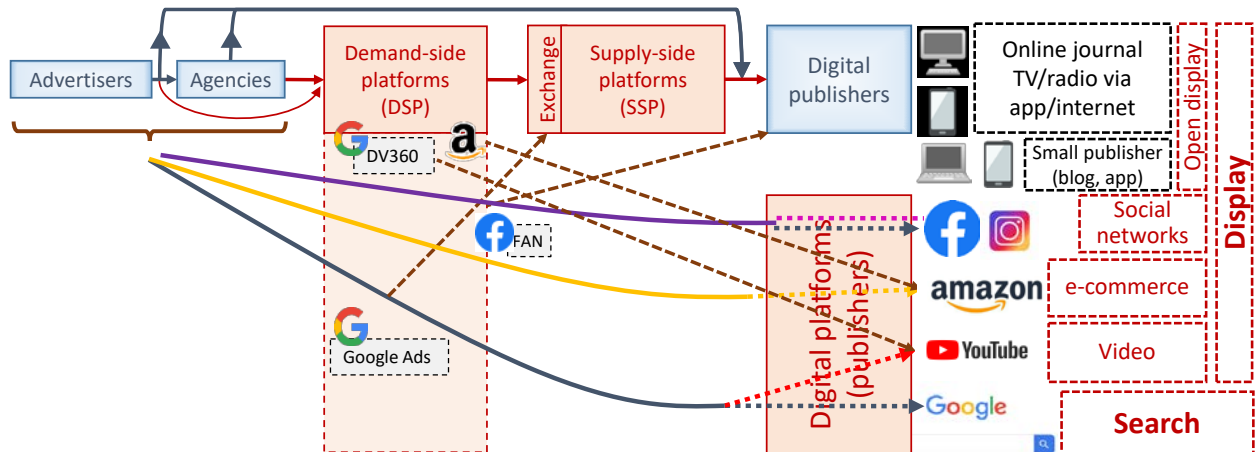 Advertisers
Agencies
Demand-side
platforms
(DSP)
Exchange
Supply-side
platforms
(SSP)
Digital
publishers
Online journal
TV/radio via
app/internet
Open display
Small publisher
(blog, app)
Display
G
DV360
a
f
FAN
G
Google Ads
Digital platforms
(publishers)
f
Social
networks
amazon
e-commerce
YouTube
Video
Google
Search